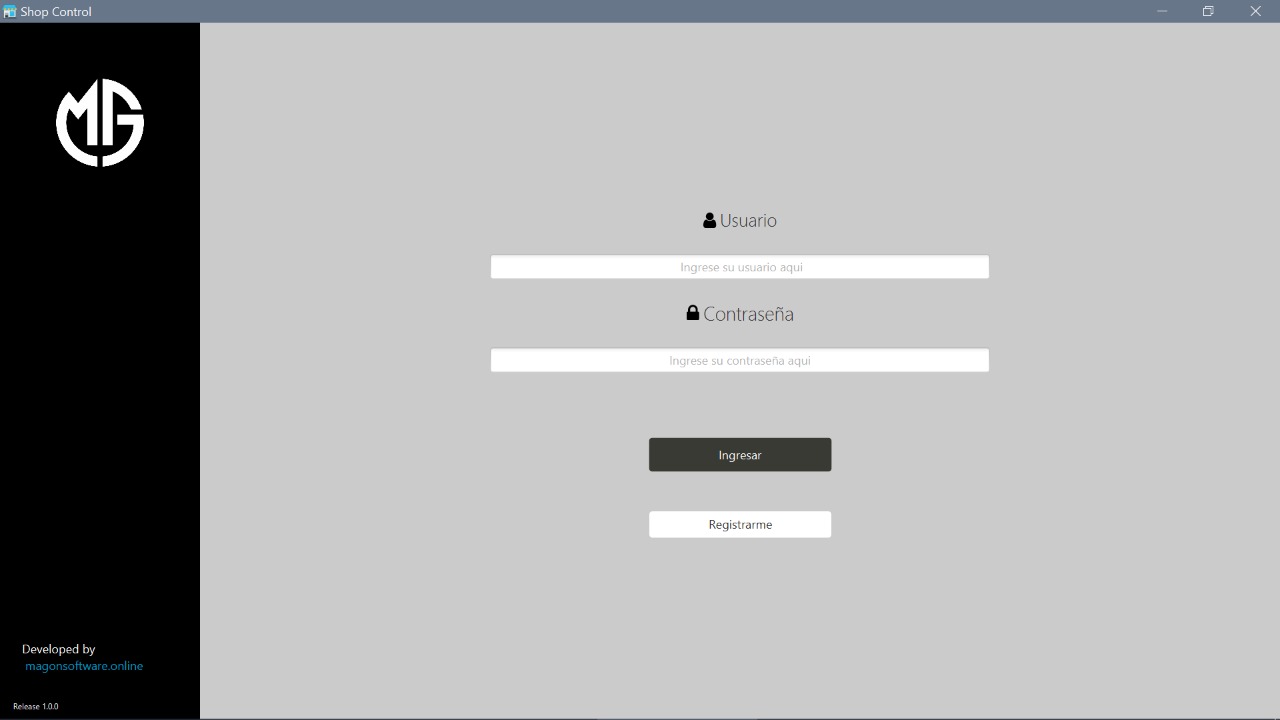 Shop Control
MG
Usuario
Ingrese su usuario aqui
Contraseña
Ingrese su contraseña aqui
Ingresar
Registrarme
Developed by
magonsoftware.online
Release 1.0.0